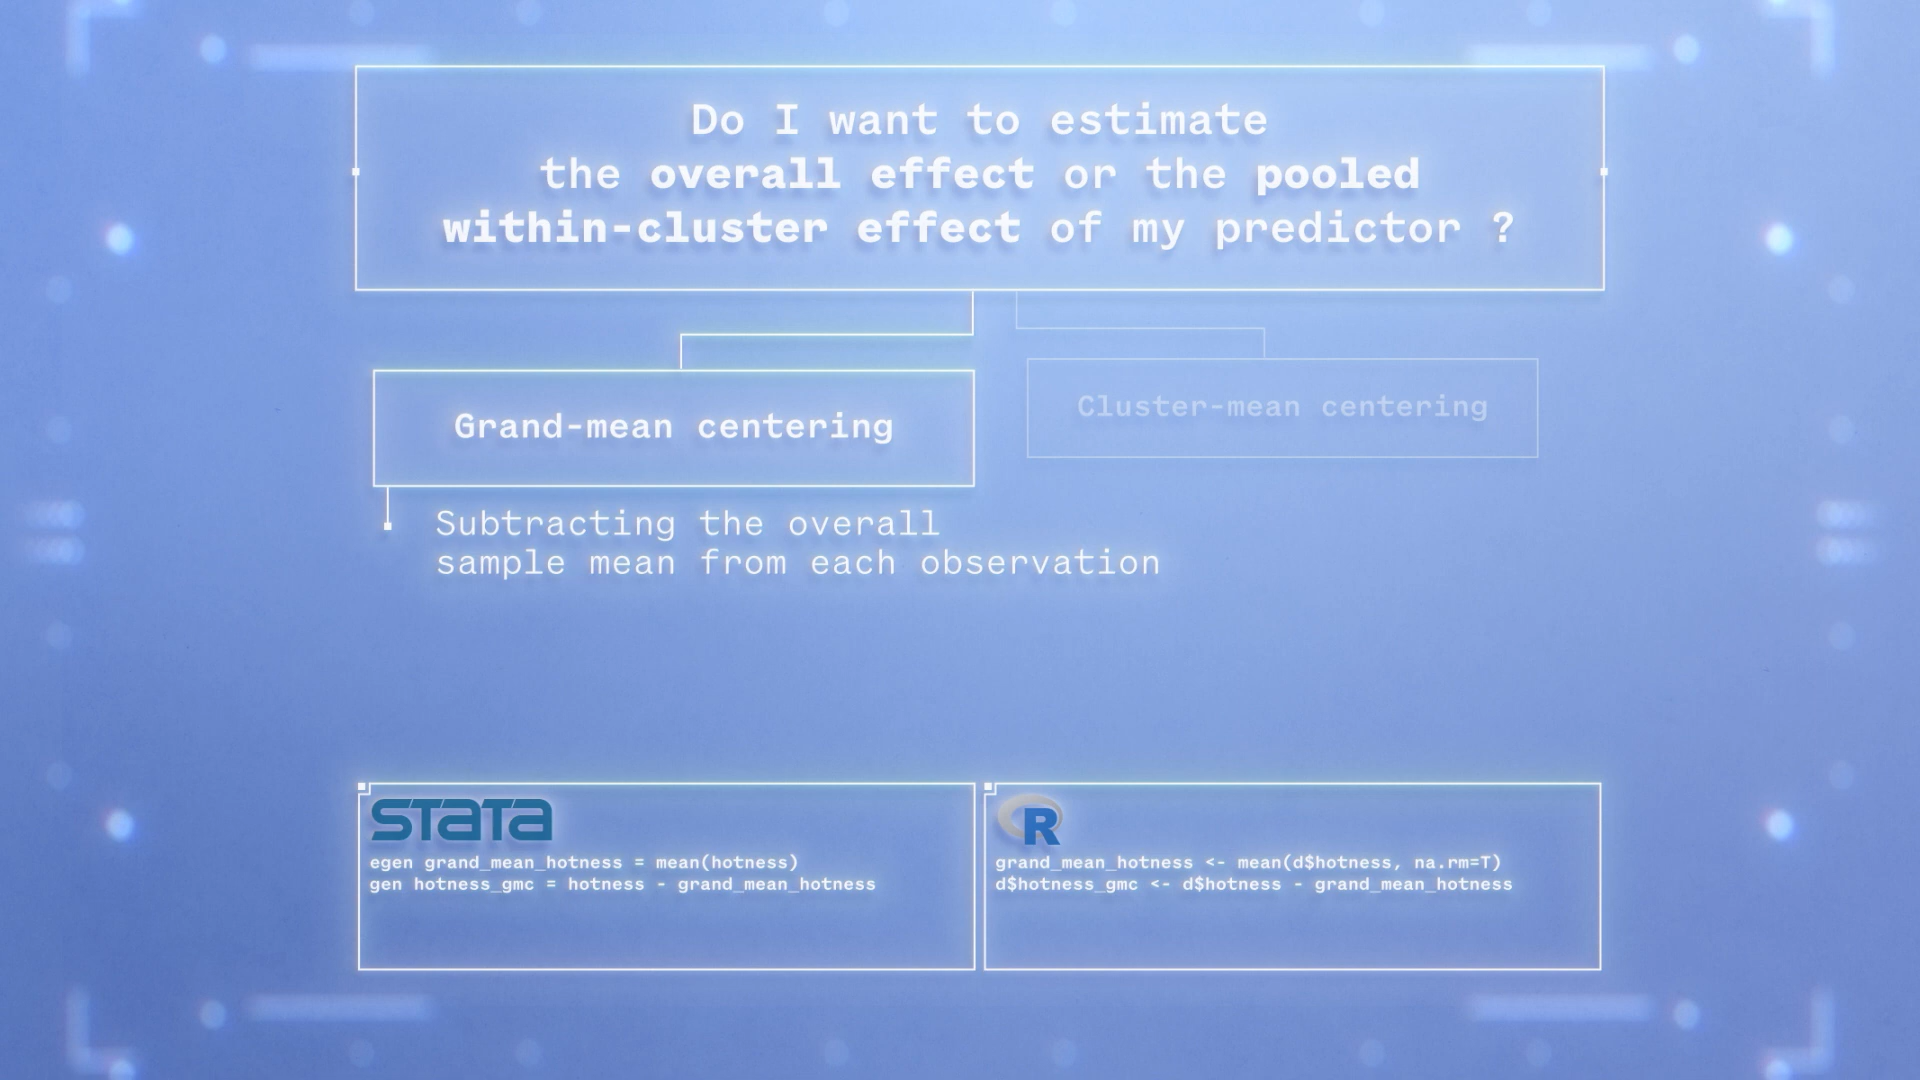 Do I want to estimate
the overall effect or the pooled
within-cluster effect of my predictor ?
Grand-mean centering
Cluster-mean centering
Subtracting the overall
sample mean from each observation
STATA
egen grand_mean_hotness = mean(hotness)
gen hotness_gmc = hotness - grand_mean_hotness
R
grand_mean_hotness <- mean(d$hotness, na.rm=T)
d$hotness_gmc <- d$hotness - grand_mean_hotness